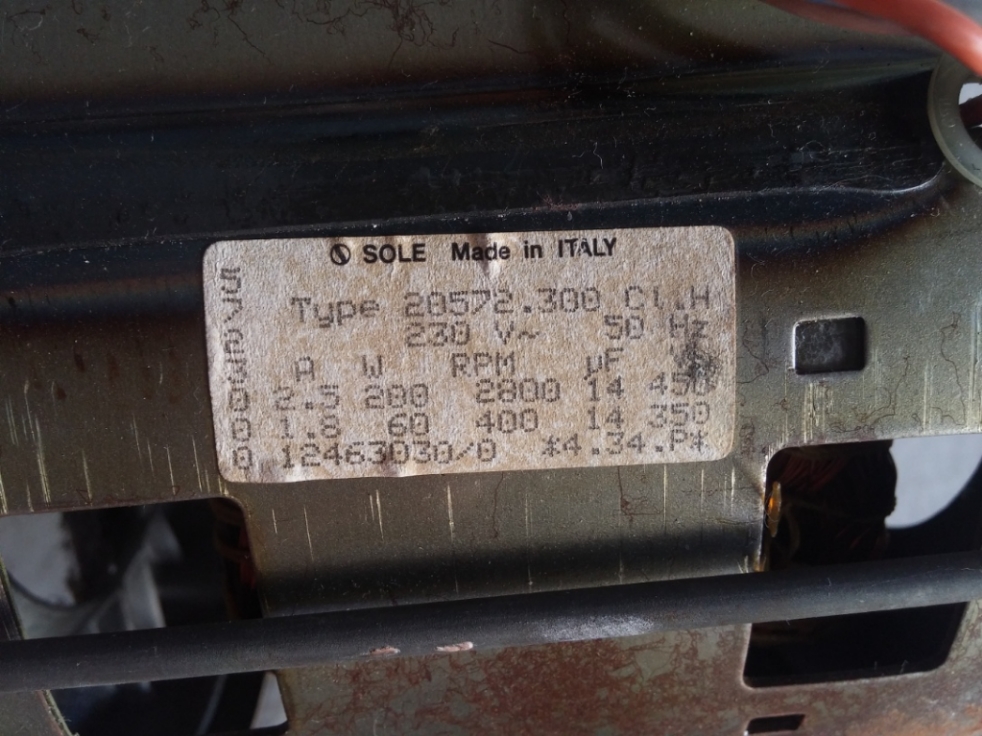 SOLE Made in ITALY
Type 20572.300 Cl.H
230 V~ 50 Hz
A W RPM µF
2.5 200 2800 14 450
1.8 60 400 14 350
12463030/0 *4.34.P*